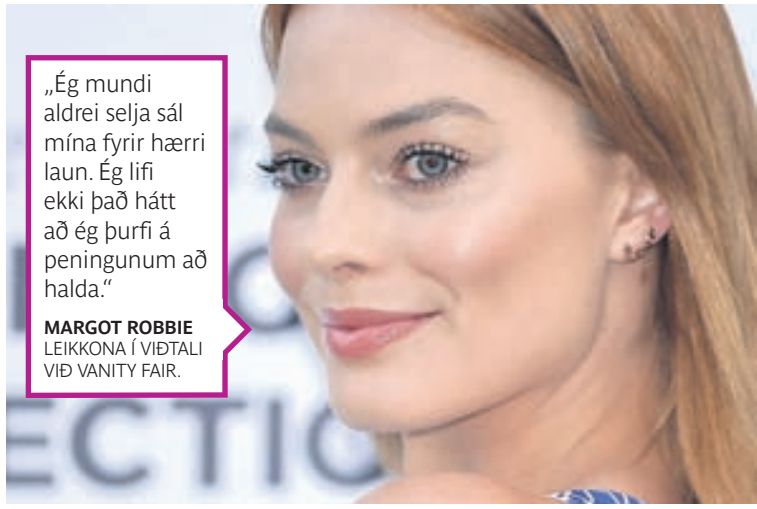 „Ég mundi
aldrei selja sál
mína fyrir hærri
laun. Ég lifi
ekki það hátt
að ég þurfi á
peningunum að
halda.“
MARGOT ROBBIE
LEIKKONA Í VIÐTALI
VIÐ VANITY FAIR.
ECTIO